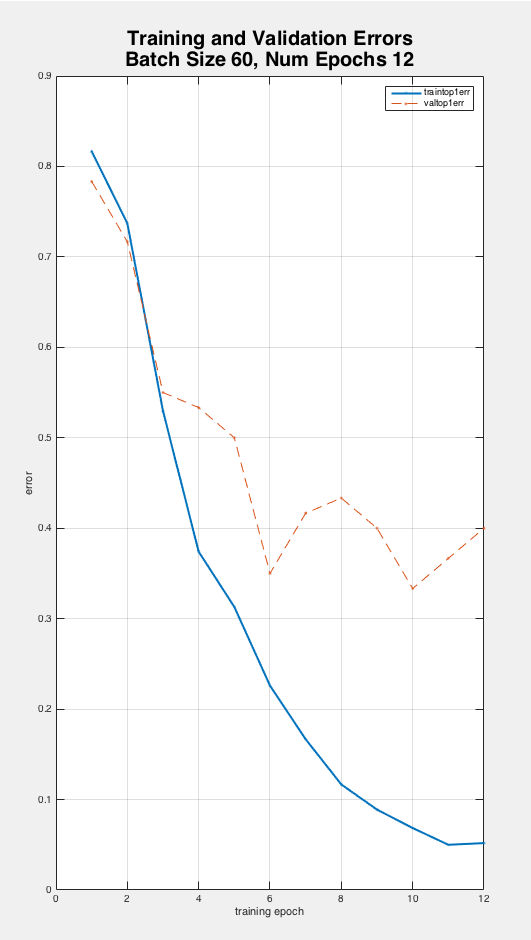 Training and Validation Errors
Batch Size 60, Num Epochs 12
traintop1err
valtop1err
0.9
0.8
0.7
0.6
0.5
0.4
0.3
0.2
0.1
0
error
0 2 4 6 8 10 12
training epoch